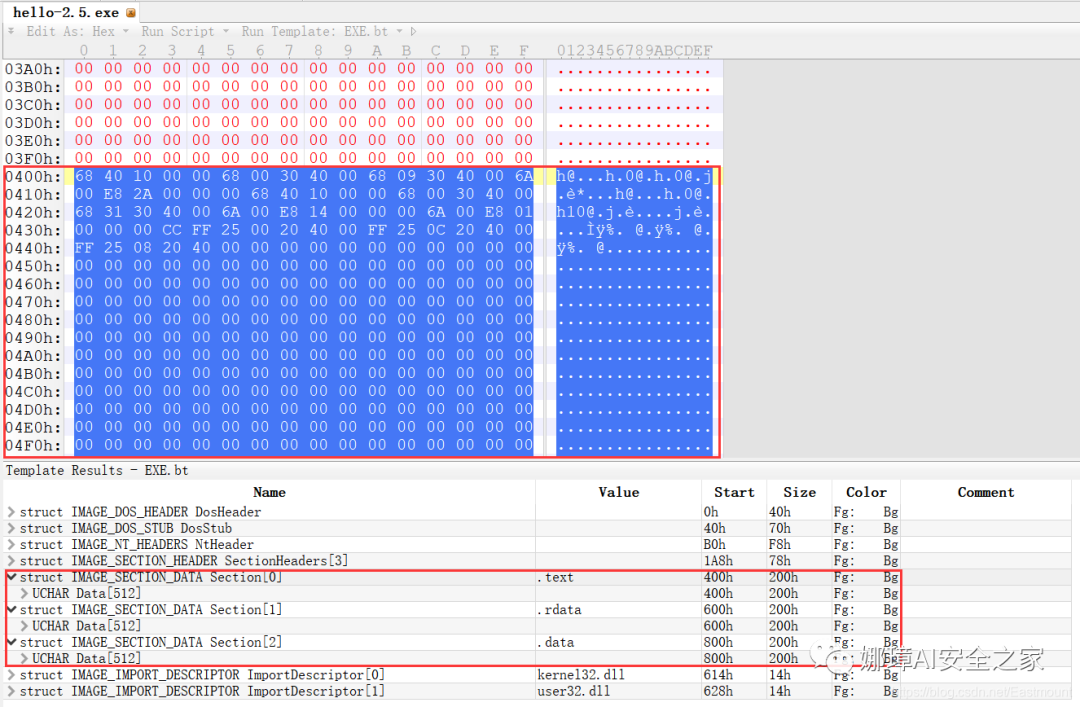 hello-2.5.exe
Edit As: Hex Run Script Run Template: EXE.bt
0 1 2 3 4 5 6 7 8 9 A B C D E F 0123456789ABCDEF
03A0h: 00 00 00 00 00 00 00 00 00 00 00 00 00 00 00 00 ................
03B0h: 00 00 00 00 00 00 00 00 00 00 00 00 00 00 00 00 ................
03C0h: 00 00 00 00 00 00 00 00 00 00 00 00 00 00 00 00 ................
03D0h: 00 00 00 00 00 00 00 00 00 00 00 00 00 00 00 00 ................
03E0h: 00 00 00 00 00 00 00 00 00 00 00 00 00 00 00 00 ................
03F0h: 00 00 00 00 00 00 00 00 00 00 00 00 00 00 00 00 ................
0400h: 68 40 10 00 00 68 00 30 40 00 68 09 30 40 00 6A h@...h.0@.h.0@.j
0410h: 00 E8 2A 00 00 00 68 40 10 00 00 68 00 30 40 00 .è*...h@...h.0@.
0420h: 68 31 30 40 00 6A 00 E8 14 00 00 00 6A 00 E8 01 h10@.j.è....j.è.
0430h: 00 00 00 CC FF 25 00 20 40 00 FF 25 0C 20 40 00 ...Ìÿ%. @.ÿ%. @.
0440h: FF 25 08 20 40 00 00 00 00 00 00 00 00 00 00 00 ÿ%. @...........
0450h: 00 00 00 00 00 00 00 00 00 00 00 00 00 00 00 00 ................
0460h: 00 00 00 00 00 00 00 00 00 00 00 00 00 00 00 00 ................
0470h: 00 00 00 00 00 00 00 00 00 00 00 00 00 00 00 00 ................
0480h: 00 00 00 00 00 00 00 00 00 00 00 00 00 00 00 00 ................
0490h: 00 00 00 00 00 00 00 00 00 00 00 00 00 00 00 00 ................
04A0h: 00 00 00 00 00 00 00 00 00 00 00 00 00 00 00 00 ................
04B0h: 00 00 00 00 00 00 00 00 00 00 00 00 00 00 00 00 ................
04C0h: 00 00 00 00 00 00 00 00 00 00 00 00 00 00 00 00 ................
04D0h: 00 00 00 00 00 00 00 00 00 00 00 00 00 00 00 00 ................
04E0h: 00 00 00 00 00 00 00 00 00 00 00 00 00 00 00 00 ................
04F0h: 00 00 00 00 00 00 00 00 00 00 00 00 00 00 00 00 ................
Template Results - EXE.bt
Name Value Start Size Color Comment
struct IMAGE_DOS_HEADER DosHeader 0h 40h Fg: Bg
struct IMAGE_DOS_STUB DosStub 40h 70h Fg: Bg
struct IMAGE_NT_HEADERS NtHeader B0h F8h Fg: Bg
struct IMAGE_SECTION_HEADER SectionHeaders[3] 1A8h 78h Fg: Bg
struct IMAGE_SECTION_DATA Section[0] .text 400h 200h Fg: Bg
UCHAR Data[512] 400h 200h Fg: Bg
struct IMAGE_SECTION_DATA Section[1] .rdata 600h 200h Fg: Bg
UCHAR Data[512] 600h 200h Fg: Bg
struct IMAGE_SECTION_DATA Section[2] .data 800h 200h Fg: Bg
UCHAR Data[512] 800h 200h Fg: Bg
娜璋AI安全之家
struct IMAGE_IMPORT_DESCRIPTOR ImportDescriptor[0] kernel32.dll 614h 14h Fg: Bg
struct IMAGE_IMPORT_DESCRIPTOR ImportDescriptor[1] user32.dll 628h 14h Fg: Bg
https://blog.csdn.net/Eastmount